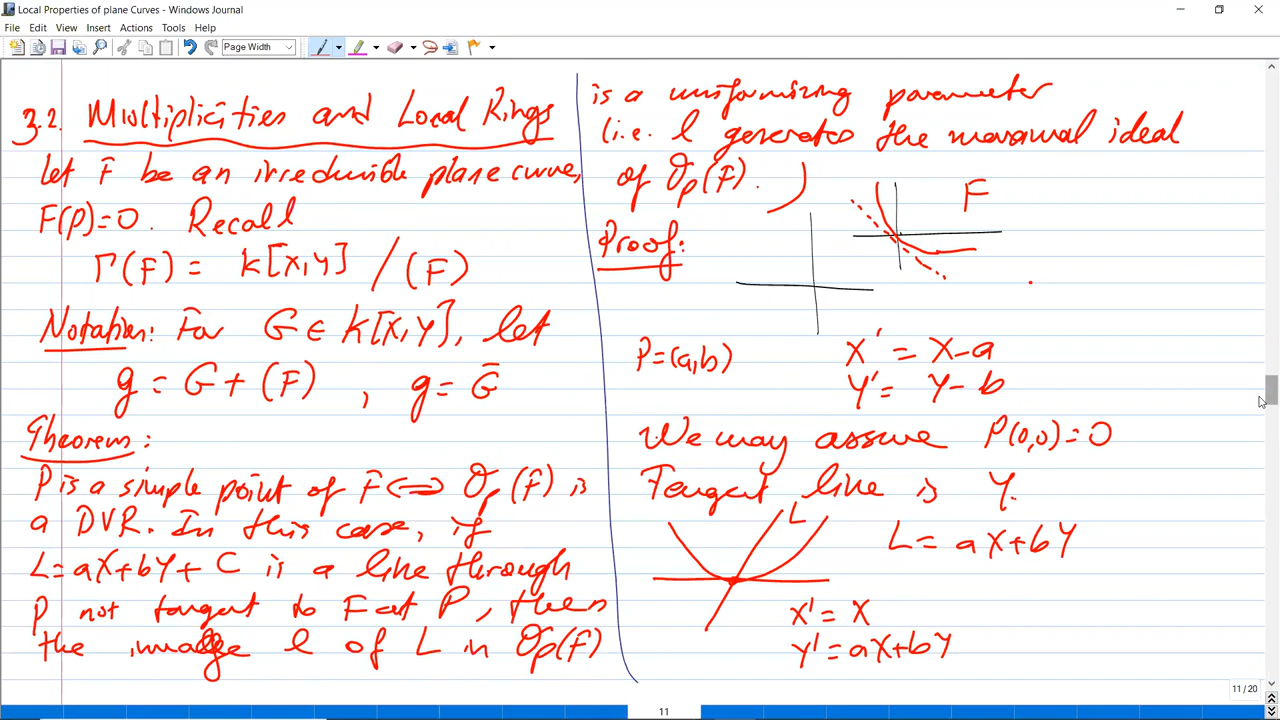 Local Properties of plane Curves - Windows Journal
File Edit View Insert Actions Tools Help
Page Width
3.2. Multiplicities and Local Rings
let F be an irreducible plane curve,
F(P)=0. Recall
Γ(F) = k[X,Y] / (F)
Notation: For G ∈ k[X,Y], let
g = G + (F) , g = Ḡ
Theorem:
P is a simple point of F ⟺ 𝒪_P(F) is
a DVR. In this case, if
L = aX+bY+C is a line through
P not tangent to F at P, then
the image l of L in 𝒪_P(F)
is a uniformizing parameter
(i.e. l generates the maximal ideal
of 𝒪_P(F). )
F
Proof:
P=(a,b) X' = X-a
Y' = Y-b
We may assume P(0,0)=0
Tangent line is Y.
L
L = aX+bY
X' = X
Y' = aX+bY
11 / 20
11